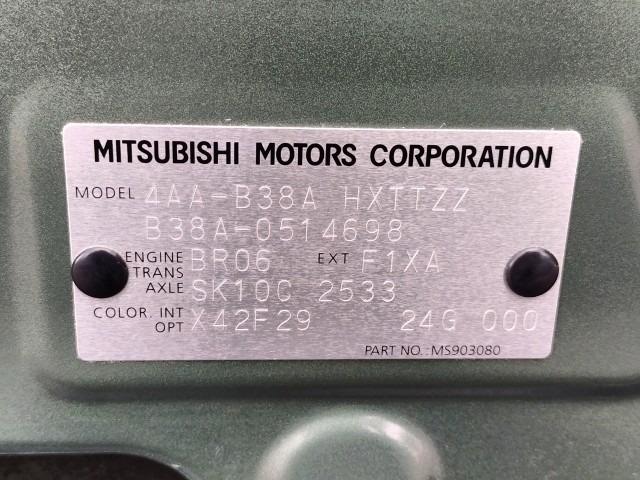 MITSUBISHI MOTORS CORPORATION
MODEL 4AA-B38A HXTTZZ
B38A-0514698
ENGINE BR06 EXT F1XA
TRANS
AXLE SK10C 2533
COLOR. INT
OPT X42F29 24G 000
PART NO.:MS903080